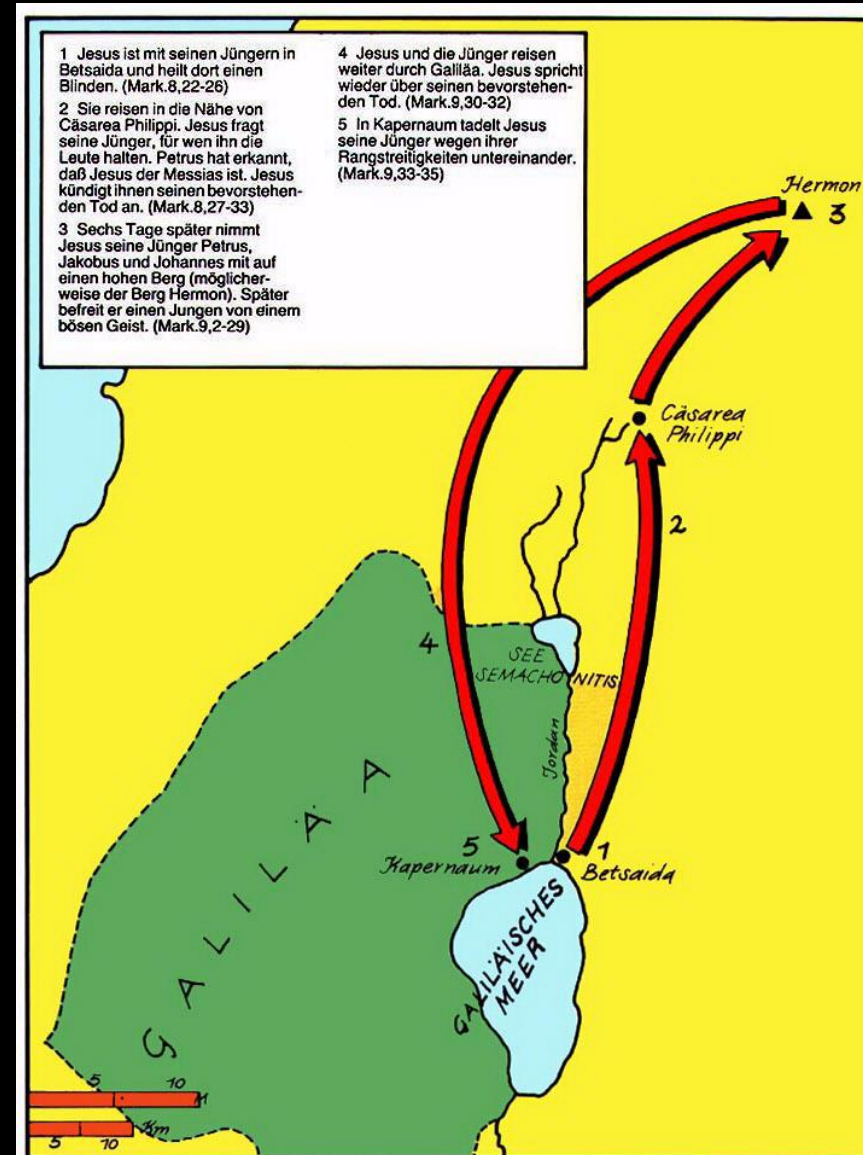 1 Jesus ist mit seinen Jüngern in
Betsaida und heilt dort einen
Blinden. (Mark.8,22-26)
2 Sie reisen in die Nähe von
Cäsarea Philippi. Jesus fragt
seine Jünger, für wen ihn die
Leute halten. Petrus hat erkannt,
daß Jesus der Messias ist. Jesus
kündigt ihnen seinen bevorstehen-
den Tod an. (Mark.8,27-33)
3 Sechs Tage später nimmt
Jesus seine Jünger Petrus,
Jakobus und Johannes mit auf
einen hohen Berg (möglicher-
weise der Berg Hermon). Später
befreit er einen Jungen von einem
bösen Geist. (Mark.9,2-29)
4 Jesus und die Jünger reisen
weiter durch Galiläa. Jesus spricht
wieder über seinen bevorstehen-
den Tod. (Mark.9,30-32)
5 In Kapernaum tadelt Jesus
seine Jünger wegen ihrer
Rangstreitigkeiten untereinander.
(Mark.9,33-35)
Hermon
3
Cäsarea
Philippi
2
4
SEE
SEMACHONITIS
Jordan
GALILÄA
5
1
Kapernaum
Betsaida
GALILÄISCHES
MEER
5 10
M
Km
5 10